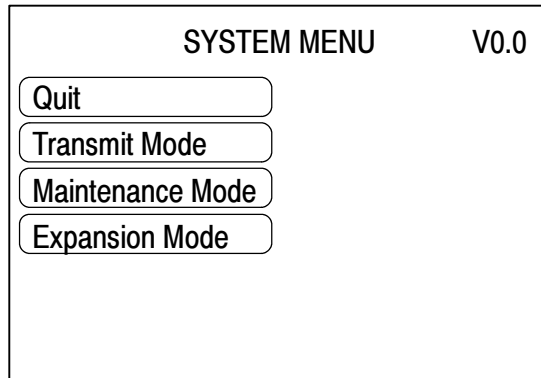 SYSTEM MENU V0.0
Quit
Transmit Mode
Maintenance Mode
Expansion Mode